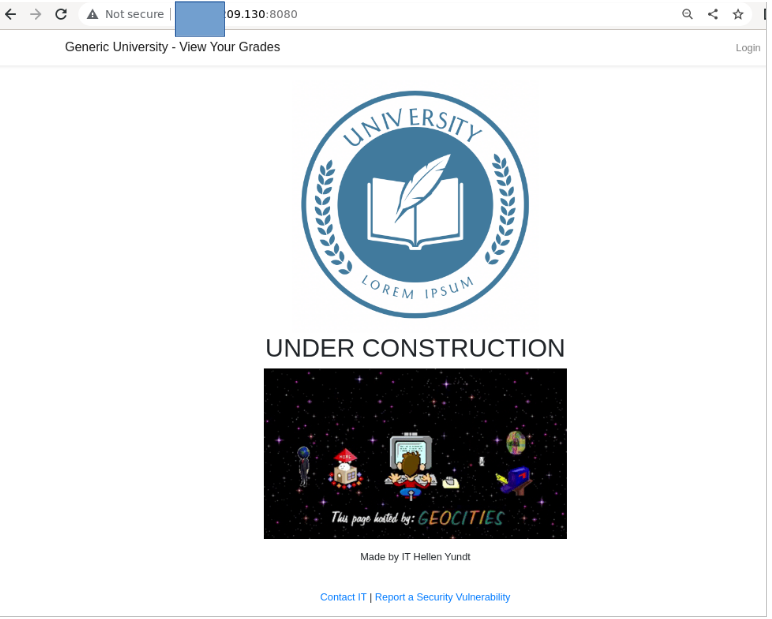 Not secure
:09.130:8080
Generic University - View Your Grades
Login
UNIVERSITY
LOREM IPSUM
UNDER CONSTRUCTION
This page hosted by: GEOCITIES
Made by IT Hellen Yundt
Contact IT | Report a Security Vulnerability